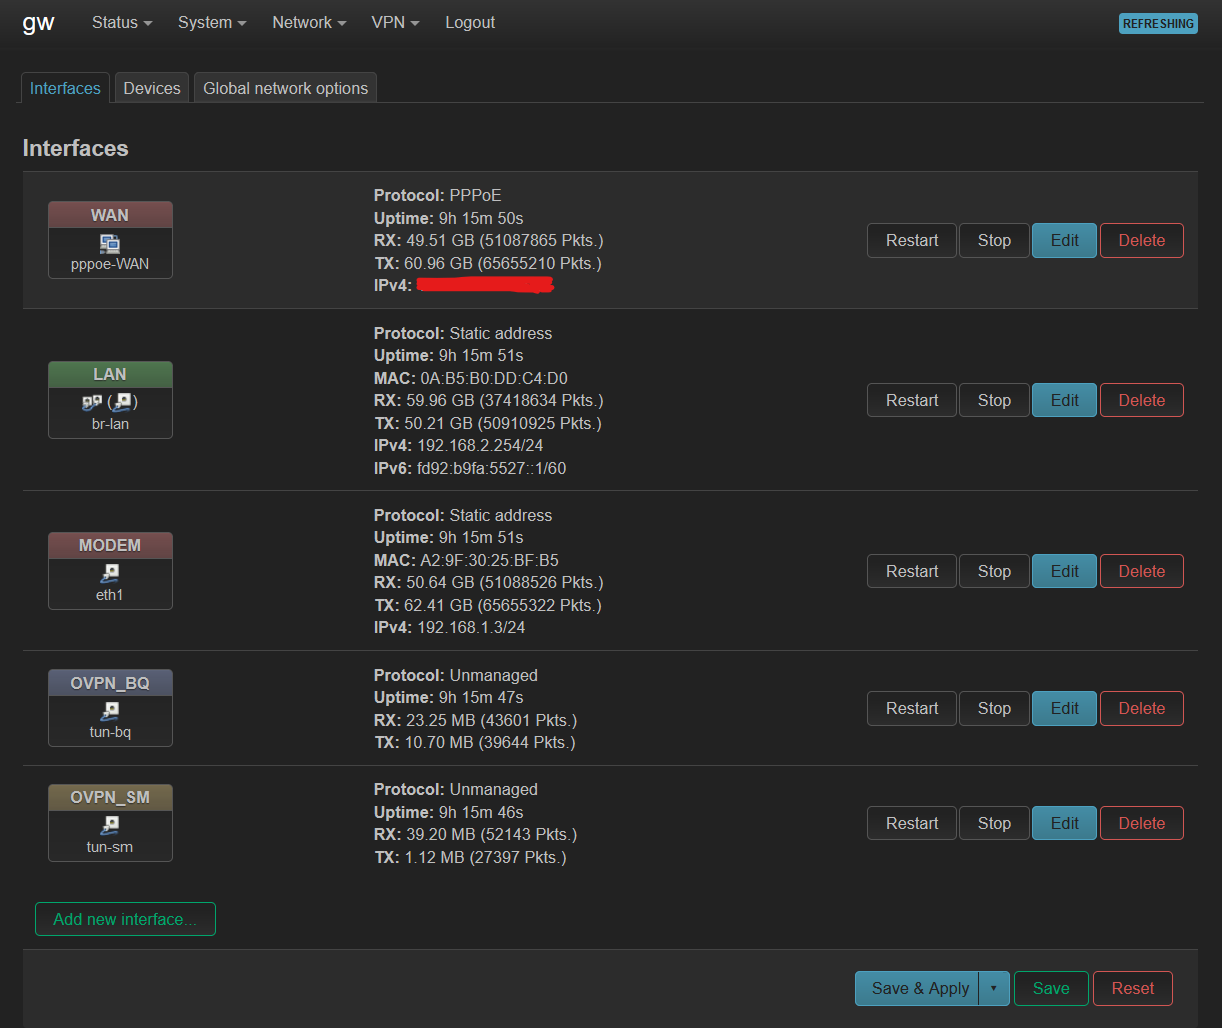 gw Status System Network VPN Logout REFRESHING
Interfaces Devices Global network options
Interfaces
WAN
pppoe-WAN
Protocol: PPPoE
Uptime: 9h 15m 50s
RX: 49.51 GB (51087865 Pkts.)
TX: 60.96 GB (65655210 Pkts.)
IPv4:
Restart Stop Edit Delete
LAN
( )
br-lan
Protocol: Static address
Uptime: 9h 15m 51s
MAC: 0A:B5:B0:DD:C4:D0
RX: 59.96 GB (37418634 Pkts.)
TX: 50.21 GB (50910925 Pkts.)
IPv4: 192.168.2.254/24
IPv6: fd92:b9fa:5527::1/60
Restart Stop Edit Delete
MODEM
eth1
Protocol: Static address
Uptime: 9h 15m 51s
MAC: A2:9F:30:25:BF:B5
RX: 50.64 GB (51088526 Pkts.)
TX: 62.41 GB (65655322 Pkts.)
IPv4: 192.168.1.3/24
Restart Stop Edit Delete
OVPN_BQ
tun-bq
Protocol: Unmanaged
Uptime: 9h 15m 47s
RX: 23.25 MB (43601 Pkts.)
TX: 10.70 MB (39644 Pkts.)
Restart Stop Edit Delete
OVPN_SM
tun-sm
Protocol: Unmanaged
Uptime: 9h 15m 46s
RX: 39.20 MB (52143 Pkts.)
TX: 1.12 MB (27397 Pkts.)
Restart Stop Edit Delete
Add new interface...
Save & Apply Save Reset